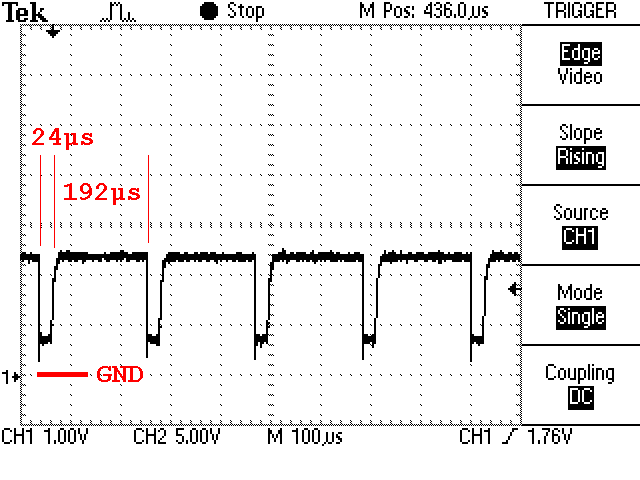 Tek Stop M Pos: 436.0µs TRIGGER
Edge
Video
24µs
Slope
Rising
192µs
Source
CH1
Mode
Single
Coupling
DC
GND
1
CH1 1.00V CH2 5.00V M 100µs CH1 1.76V